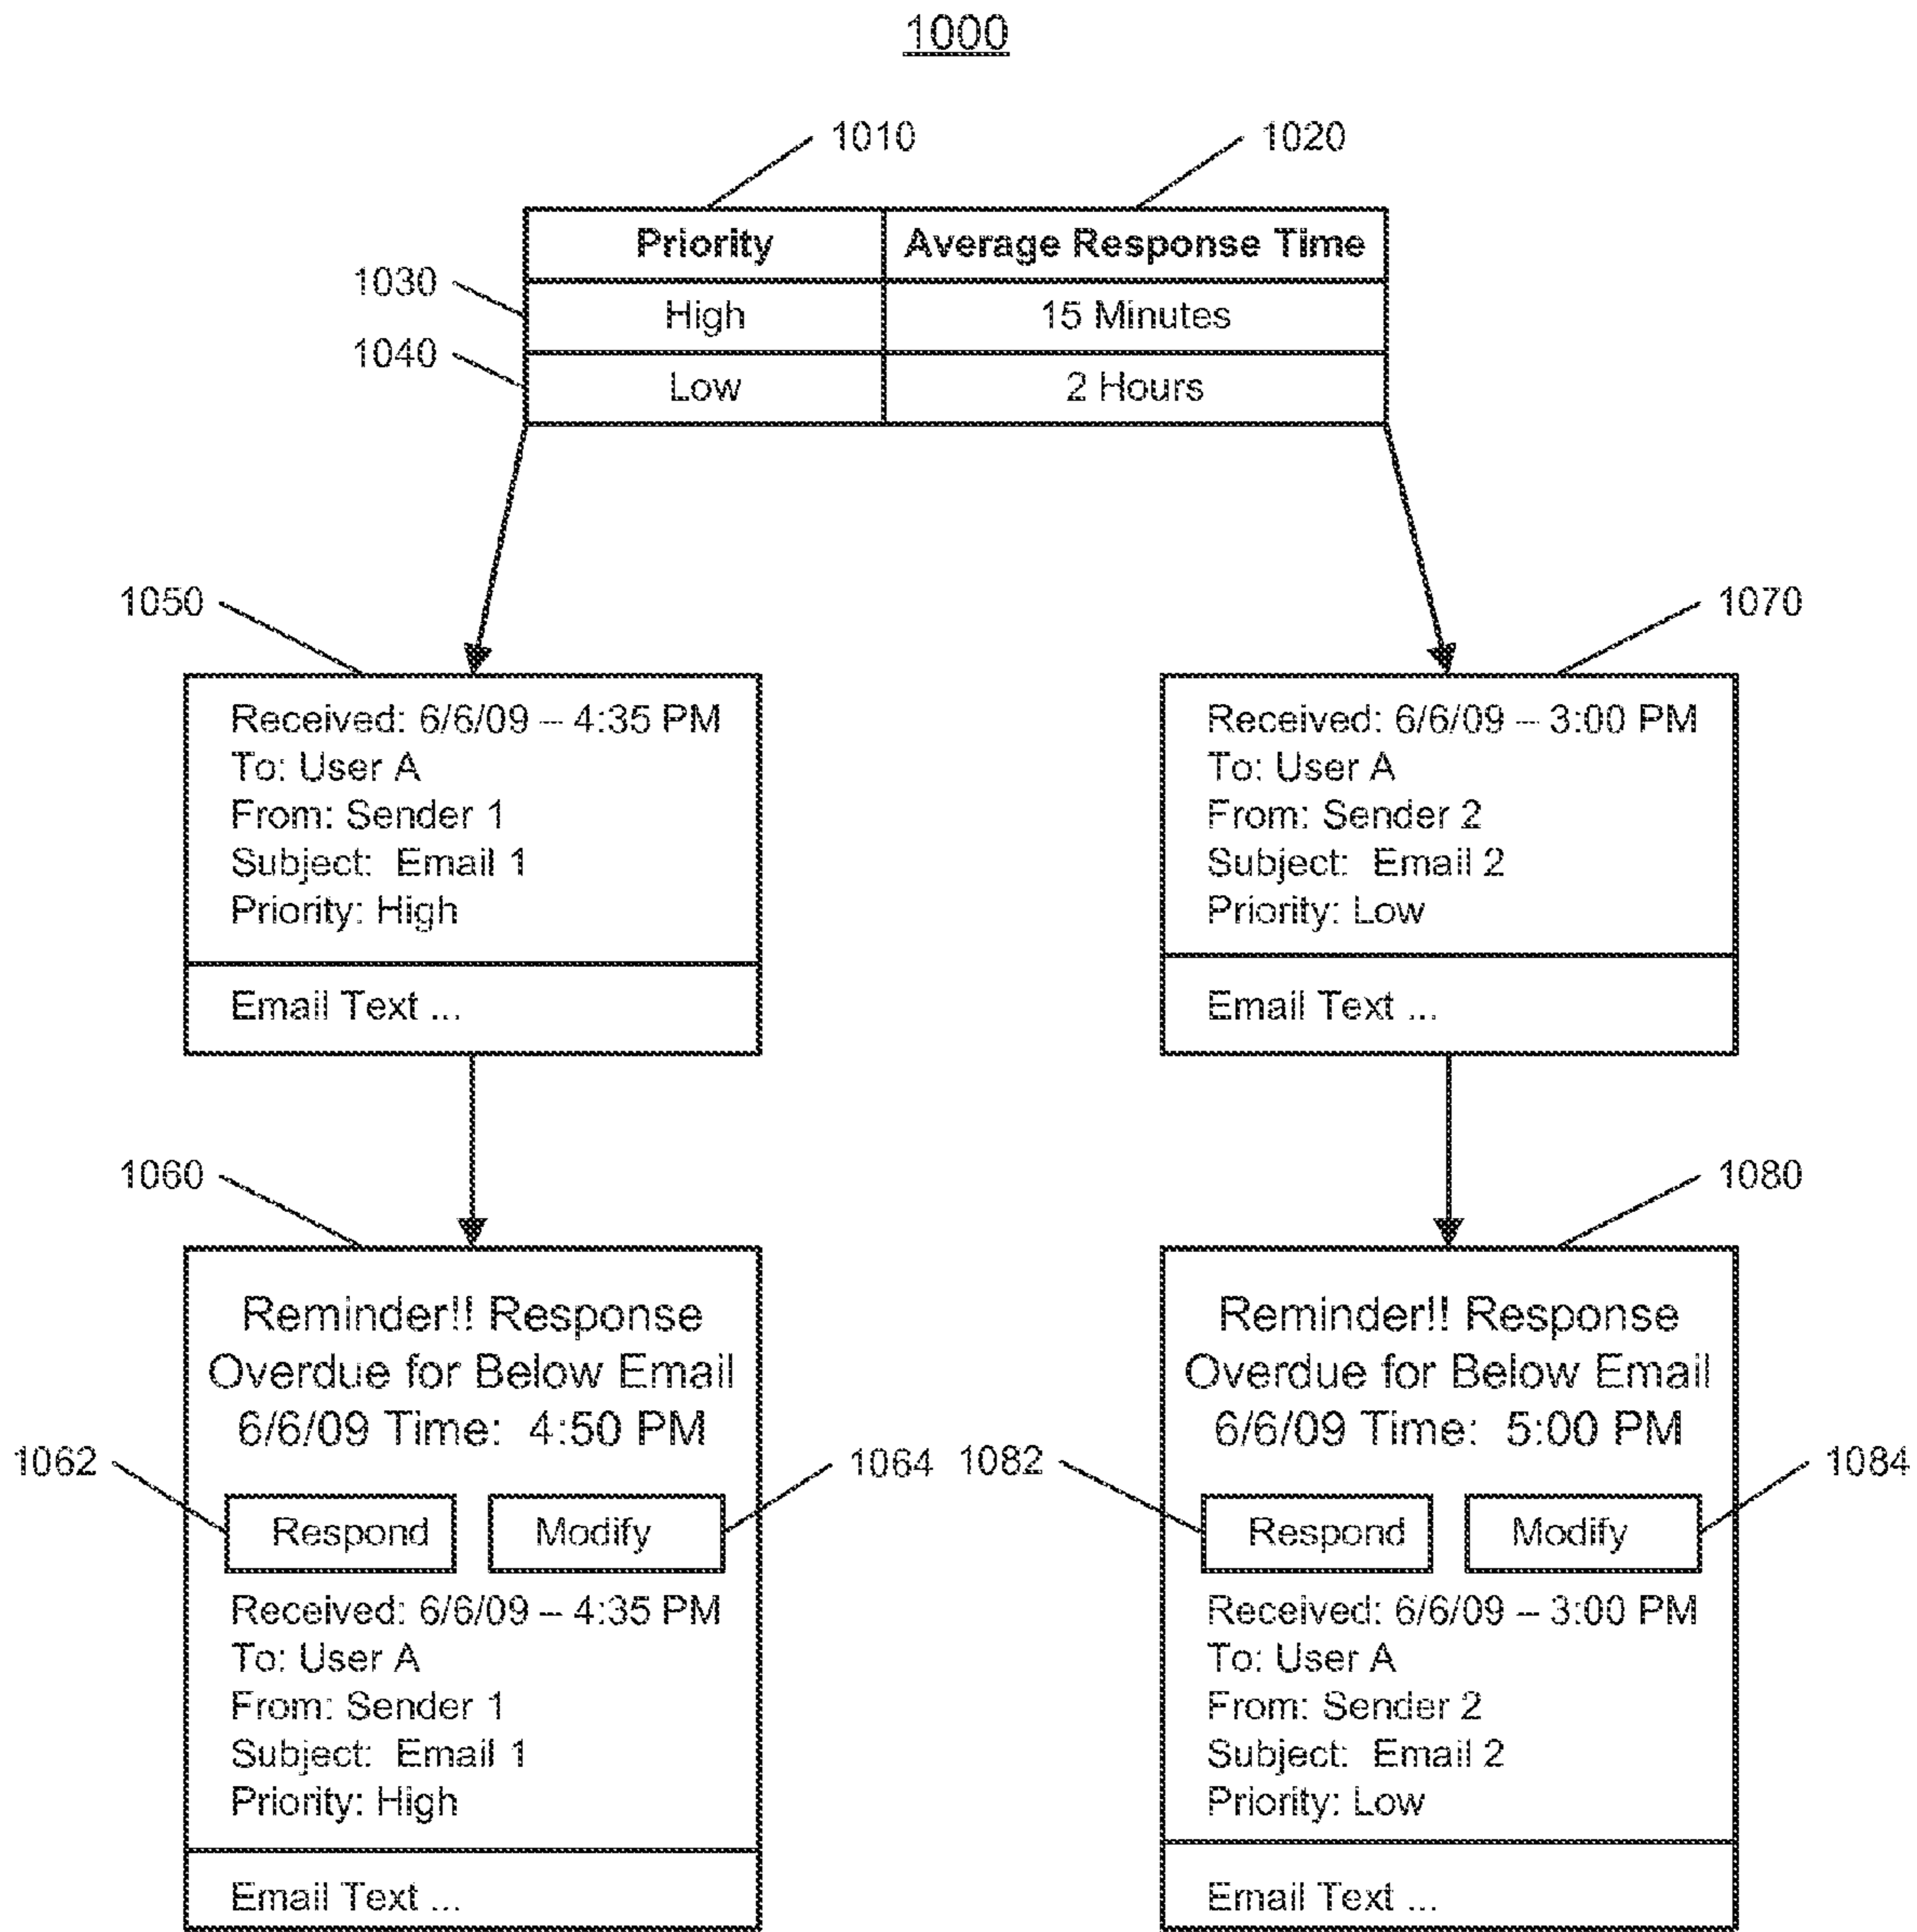 1000
1010
1020
Priority Average Response Time
1030
High 15 Minutes
1040
Low 2 Hours
1050
Received: 6/6/09 – 4:35 PM
To: User A
From: Sender 1
Subject: Email 1
Priority: High
Email Text ...
1070
Received: 6/6/09 – 3:00 PM
To: User A
From: Sender 2
Subject: Email 2
Priority: Low
Email Text ...
1060
Reminder!! Response
Overdue for Below Email
6/6/09 Time: 4:50 PM
1062
1064
Respond Modify
Received: 6/6/09 – 4:35 PM
To: User A
From: Sender 1
Subject: Email 1
Priority: High
Email Text ...
1080
Reminder!! Response
Overdue for Below Email
6/6/09 Time: 5:00 PM
1082
1084
Respond Modify
Received: 6/6/09 – 3:00 PM
To: User A
From: Sender 2
Subject: Email 2
Priority: Low
Email Text ...